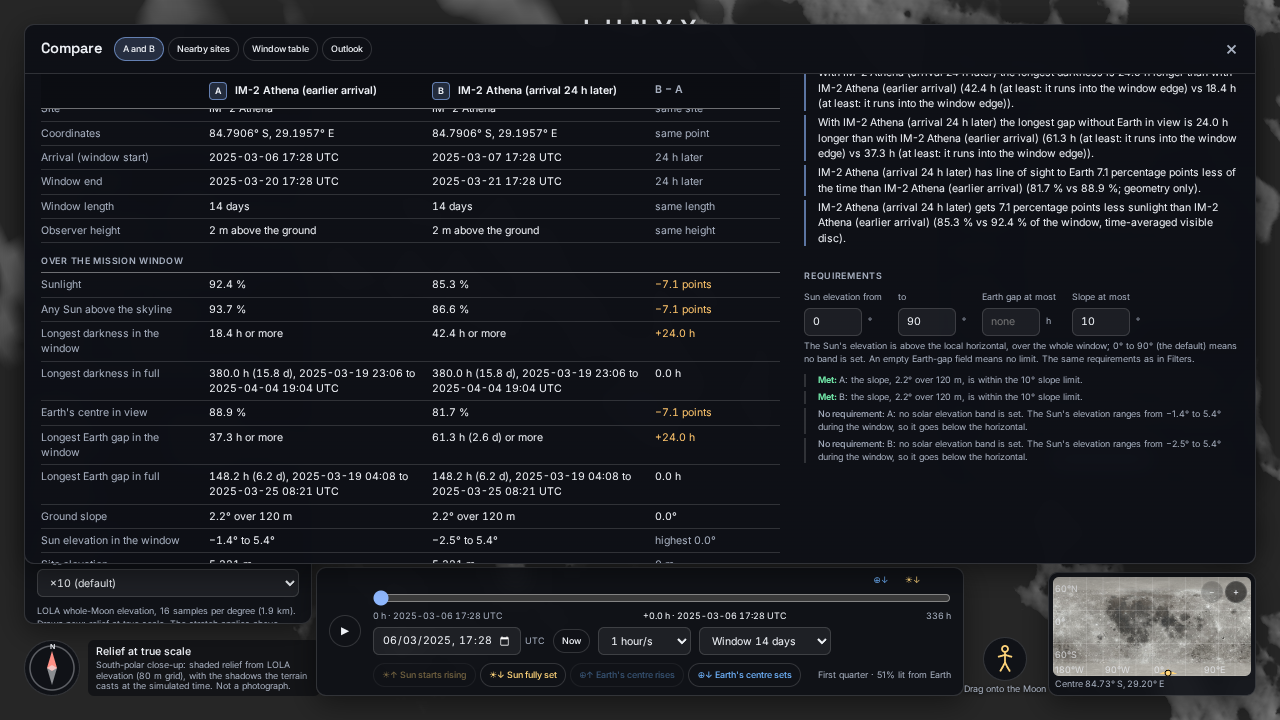 Compare
A and B
Nearby sites
Window table
Outlook
×
A IM-2 Athena (earlier arrival)
B IM-2 Athena (arrival 24 h later)
B − A
Site IM-2 Athena IM-2 Athena same site
Coordinates 84.7906° S, 29.1957° E 84.7906° S, 29.1957° E same point
Arrival (window start) 2025-03-06 17:28 UTC 2025-03-07 17:28 UTC 24 h later
Window end 2025-03-20 17:28 UTC 2025-03-21 17:28 UTC 24 h later
Window length 14 days 14 days same length
Observer height 2 m above the ground 2 m above the ground same height
OVER THE MISSION WINDOW
Sunlight 92.4 % 85.3 % −7.1 points
Any Sun above the skyline 93.7 % 86.6 % −7.1 points
Longest darkness in the 18.4 h or more 42.4 h or more +24.0 h
window
Longest darkness in full 380.0 h (15.8 d), 2025-03-19 23:06 to 380.0 h (15.8 d), 2025-03-19 23:06 to 0.0 h
2025-04-04 19:04 UTC 2025-04-04 19:04 UTC
Earth's centre in view 88.9 % 81.7 % −7.1 points
Longest Earth gap in the 37.3 h or more 61.3 h (2.6 d) or more +24.0 h
window
Longest Earth gap in full 148.2 h (6.2 d), 2025-03-19 04:08 to 148.2 h (6.2 d), 2025-03-19 04:08 to 0.0 h
2025-03-25 08:21 UTC 2025-03-25 08:21 UTC
Ground slope 2.2° over 120 m 2.2° over 120 m 0.0°
Sun elevation in the window −1.4° to 5.4° −2.5° to 5.4° highest 0.0°
With IM-2 Athena (arrival 24 h later) the longest darkness is 24.0 h longer than with
IM-2 Athena (earlier arrival) (42.4 h (at least: it runs into the window edge) vs 18.4 h
(at least: it runs into the window edge)).
With IM-2 Athena (arrival 24 h later) the longest gap without Earth in view is 24.0 h
longer than with IM-2 Athena (earlier arrival) (61.3 h (at least: it runs into the window
edge) vs 37.3 h (at least: it runs into the window edge)).
IM-2 Athena (arrival 24 h later) has line of sight to Earth 7.1 percentage points less of
the time than IM-2 Athena (earlier arrival) (81.7 % vs 88.9 %; geometry only).
IM-2 Athena (arrival 24 h later) gets 7.1 percentage points less sunlight than IM-2
Athena (earlier arrival) (85.3 % vs 92.4 % of the window, time-averaged visible
disc).
REQUIREMENTS
Sun elevation from to Earth gap at most Slope at most
0 ° 90 ° none h 10 °
The Sun's elevation is above the local horizontal, over the whole window; 0° to 90° (the default) means
no band is set. An empty Earth-gap field means no limit. The same requirements as in Filters.
Met: A: the slope, 2.2° over 120 m, is within the 10° slope limit.
Met: B: the slope, 2.2° over 120 m, is within the 10° slope limit.
No requirement: A: no solar elevation band is set. The Sun's elevation ranges from −1.4° to 5.4°
during the window, so it goes below the horizontal.
No requirement: B: no solar elevation band is set. The Sun's elevation ranges from −2.5° to 5.4°
during the window, so it goes below the horizontal.
×10 (default)
LOLA whole-Moon elevation, 16 samples per degree (1.9 km).
N
Relief at true scale
South-polar close-up: shaded relief from LOLA
elevation (80 m grid), with the shadows the terrain
casts at the simulated time. Not a photograph.
⊕↓ ☀↓
0 h · 2025-03-06 17:28 UTC +0.0 h · 2025-03-06 17:28 UTC 336 h
06/03/2025, 17:28 UTC Now 1 hour/s Window 14 days
☀↑ Sun starts rising ☀↓ Sun fully set ⊕↑ Earth's centre rises ⊕↓ Earth's centre sets First quarter · 51% lit from Earth
Drag onto the Moon
60°N
− +
0°
60°S
180°W 90°W 0° 90°E
Centre 84.73° S, 29.20° E